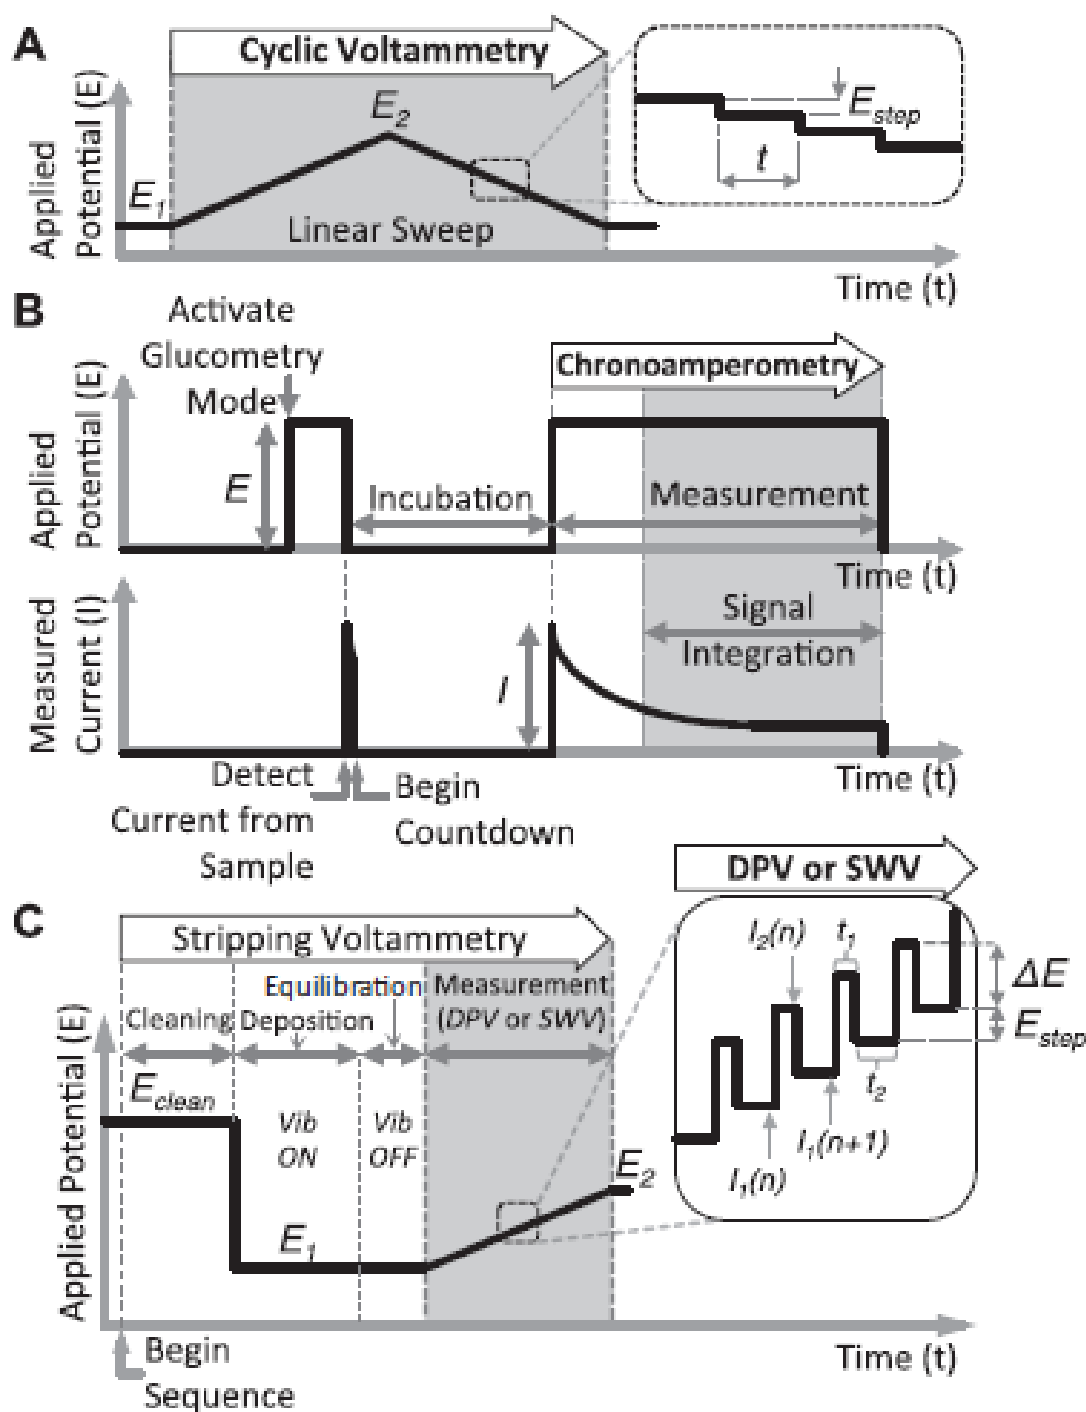 A
Cyclic Voltammetry
Applied
Potential (E)
E1
E2
Linear Sweep
Estep
t
Time (t)
B
Activate
Glucometry
Mode
Chronoamperometry
Applied
Potential (E)
E
Incubation
Measurement
Time (t)
Measured
Current (I)
I
Signal
Integration
Time (t)
Detect
Current from
Sample
Begin
Countdown
C
Stripping Voltammetry
DPV or SWV
Equilibration
Measurement
Cleaning
Deposition
(DPV or SWV)
Applied Potential (E)
Eclean
Vib
ON
Vib
OFF
E1
E2
I2(n)
t1
ΔE
Estep
t2
I1(n+1)
I1(n)
Time (t)
Begin
Sequence